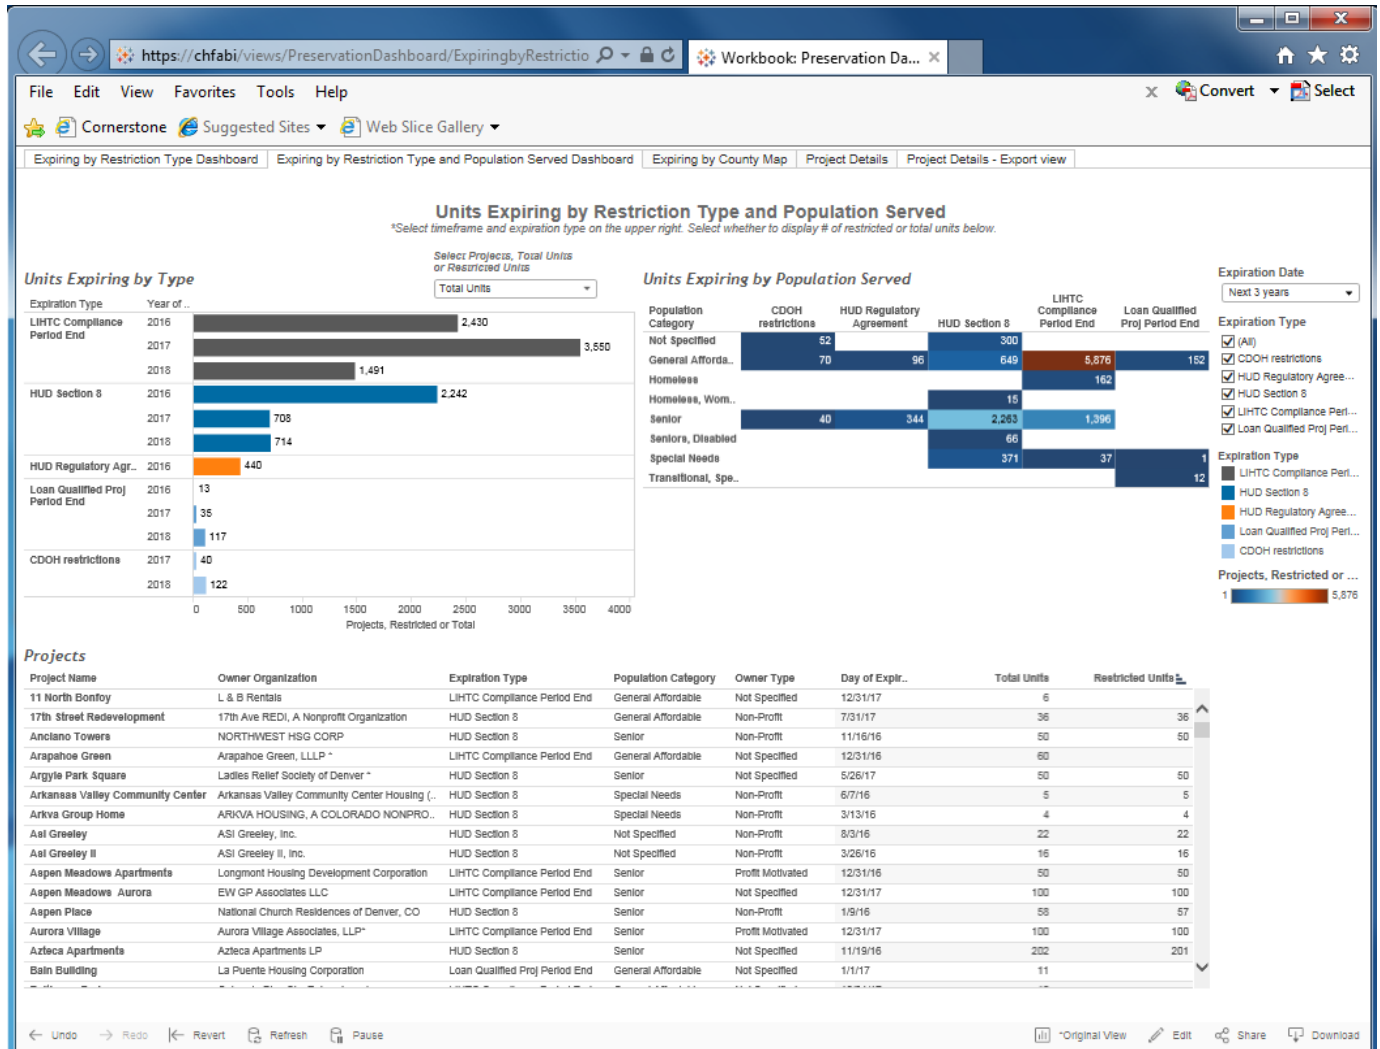 https://chfabi/views/PreservationDashboard/ExpiringbyRestrictio
Workbook: Preservation Da...
File Edit View Favorites Tools Help
Convert Select
Cornerstone Suggested Sites Web Slice Gallery
Expiring by Restriction Type Dashboard Expiring by Restriction Type and Population Served Dashboard Expiring by County Map Project Details Project Details - Export view
Units Expiring by Restriction Type and Population Served
*Select timeframe and expiration type on the upper right. Select whether to display # of restricted or total units below.
Units Expiring by Type
Select Projects, Total Units
or Restricted Units
Total Units
Expiration Type Year of ..
LIHTC Compliance Period End 2016 2,430
2017 3,550
2018 1,491
HUD Section 8 2016 2,242
2017 708
2018 714
HUD Regulatory Agr.. 2016 440
Loan Qualified Proj Period End 2016 13
2017 35
2018 117
CDOH restrictions 2017 40
2018 122
0 500 1000 1500 2000 2500 3000 3500 4000
Projects, Restricted or Total
Units Expiring by Population Served
Population Category CDOH restrictions HUD Regulatory Agreement HUD Section 8 LIHTC Compliance Period End Loan Qualified Proj Period End
Not Specified 52 300
General Afforda.. 70 96 649 5,876 152
Homeless 162
Homeless, Wom.. 15
Senior 40 344 2,263 1,396
Seniors, Disabled 66
Special Needs 371 37 1
Transitional, Spe.. 12
Expiration Date
Next 3 years
Expiration Type
(All)
CDOH restrictions
HUD Regulatory Agree...
HUD Section 8
LIHTC Compliance Peri...
Loan Qualified Proj Peri...
Expiration Type
LIHTC Compliance Peri...
HUD Section 8
HUD Regulatory Agree...
Loan Qualified Proj Peri...
CDOH restrictions
Projects, Restricted or ...
1 5,876
Projects
Project Name Owner Organization Expiration Type Population Category Owner Type Day of Expir.. Total Units Restricted Units
11 North Bonfoy L & B Rentals LIHTC Compliance Period End General Affordable Not Specified 12/31/17 6
17th Street Redevelopment 17th Ave REDI, A Nonprofit Organization HUD Section 8 General Affordable Non-Profit 7/31/17 36 36
Anciano Towers NORTHWEST HSG CORP HUD Section 8 Senior Non-Profit 11/16/16 50 50
Arapahoe Green Arapahoe Green, LLLP * LIHTC Compliance Period End General Affordable Not Specified 12/31/16 60
Argyle Park Square Ladies Relief Society of Denver * HUD Section 8 Senior Not Specified 5/26/17 50 50
Arkansas Valley Community Center Arkansas Valley Community Center Housing (.. HUD Section 8 Special Needs Non-Profit 6/7/16 5 5
Arkva Group Home ARKVA HOUSING, A COLORADO NONPRO.. HUD Section 8 Special Needs Non-Profit 3/13/16 4 4
Asi Greeley ASI Greeley, Inc. HUD Section 8 Not Specified Non-Profit 8/3/16 22 22
Asi Greeley II ASI Greeley II, Inc. HUD Section 8 Not Specified Non-Profit 3/26/16 16 16
Aspen Meadows Apartments Longmont Housing Development Corporation LIHTC Compliance Period End Senior Profit Motivated 12/31/16 50 50
Aspen Meadows Aurora EW GP Associates LLC LIHTC Compliance Period End Senior Not Specified 12/31/17 100 100
Aspen Place National Church Residences of Denver, CO HUD Section 8 Senior Non-Profit 1/9/16 58 57
Aurora Village Aurora Village Associates, LLP* LIHTC Compliance Period End Senior Profit Motivated 12/31/17 100 100
Azteca Apartments Azteca Apartments LP HUD Section 8 Senior Not Specified 11/19/16 202 201
Bain Building La Puente Housing Corporation Loan Qualified Proj Period End General Affordable Not Specified 1/1/17 11
Undo Redo Revert Refresh Pause *Original View Edit Share Download